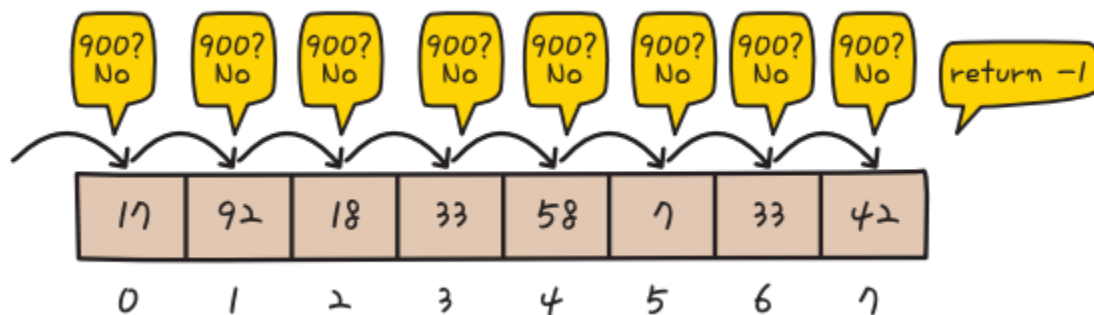 900? 900? 900? 900? 900? 900? 900? 900?
No No No No No No No No
return -1
17 92 18 33 58 7 33 42
0 1 2 3 4 5 6 7